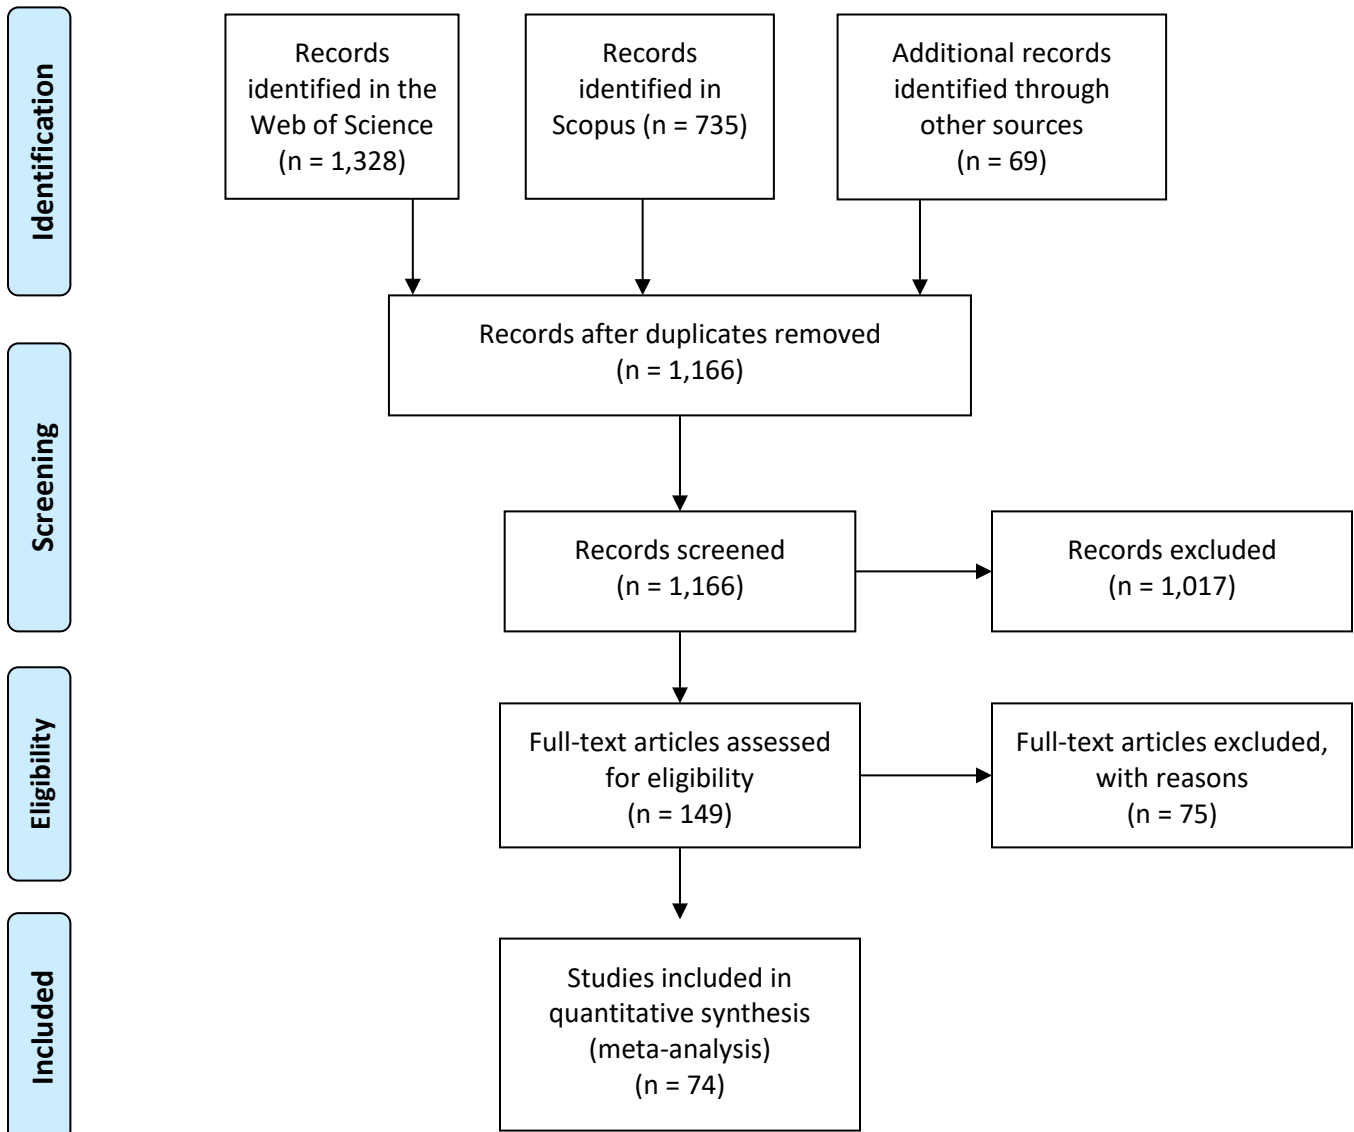 Identification
Records
identified in the
Web of Science
(n = 1,328)
Records
identified in
Scopus (n = 735)
Additional records
identified through
other sources
(n = 69)
Records after duplicates removed
(n = 1,166)
Screening
Records screened
(n = 1,166)
Records excluded
(n = 1,017)
Eligibility
Full-text articles assessed
for eligibility
(n = 149)
Full-text articles excluded,
with reasons
(n = 75)
Included
Studies included in
quantitative synthesis
(meta-analysis)
(n = 74)